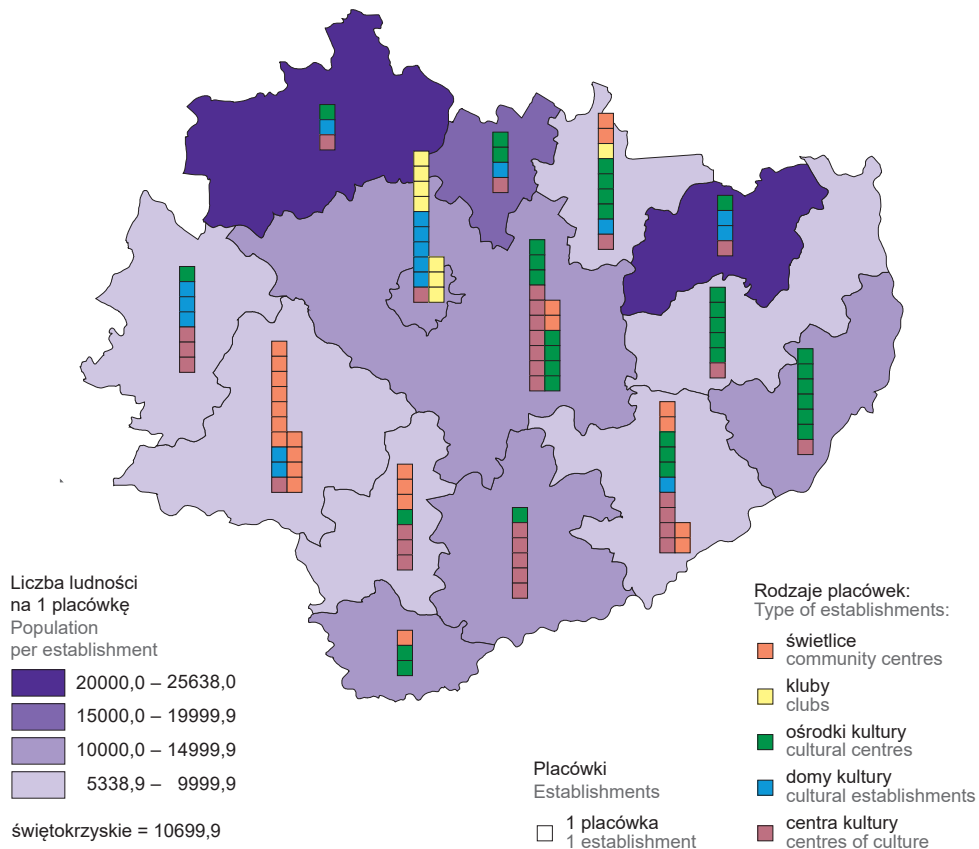 Liczba ludności
na 1 placówkę
Population
per establishment
20000,0 – 25638,0
15000,0 – 19999,9
10000,0 – 14999,9
5338,9 – 9999,9
świętokrzyskie = 10699,9
Placówki
Establishments
1 placówka
1 establishment
Rodzaje placówek:
Type of establishments:
świetlice
community centres
kluby
clubs
ośrodki kultury
cultural centres
domy kultury
cultural establishments
centra kultury
centres of culture